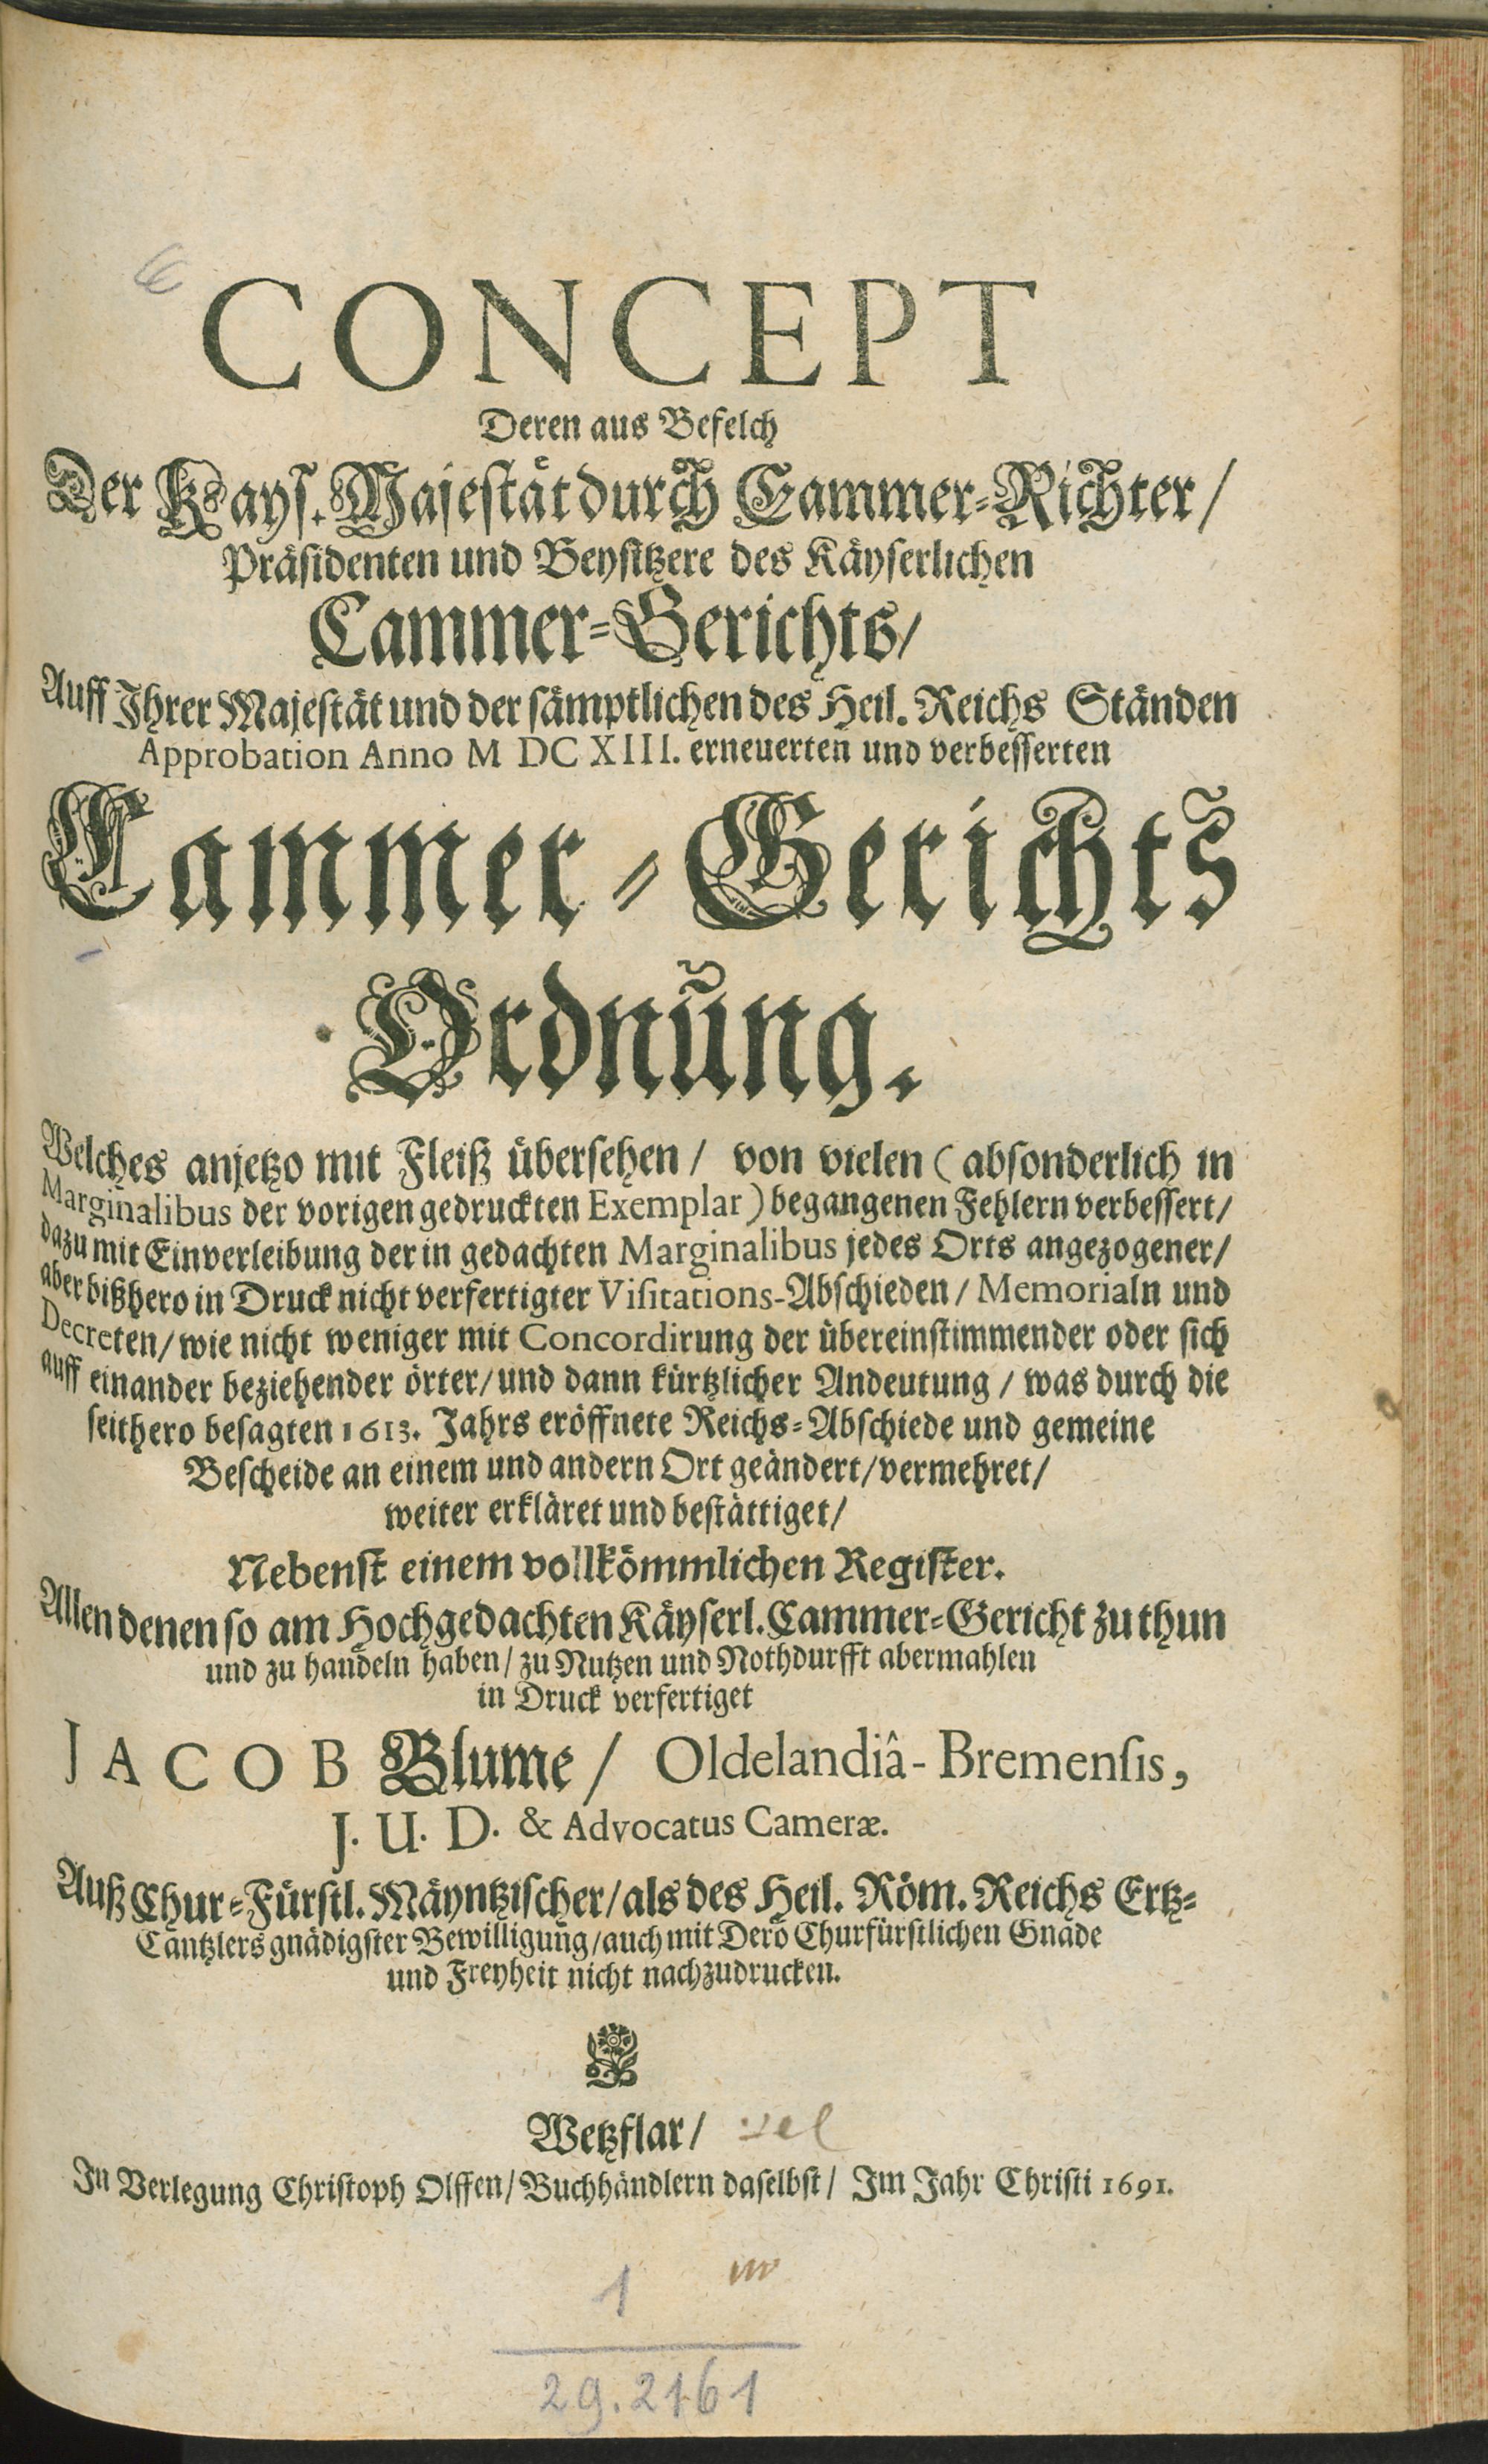 CONCEPT
Deren aus Befelch
Der Kays. Majestät durch Cammer-Richter/
Präsidenten und Beysitzere des Käyserlichen
Cammer-Gerichts/
Auff Ihrer Majestät und der sämptlichen des Heil. Reichs Ständen
Approbation Anno M DC XIII. erneuerten und verbesserten
Cammer-Gerichts
Ordnung.
Welches anjetzo mit Fleiß übersehen / von vielen (absonderlich in
Marginalibus der vorigen gedruckten Exemplar) begangenen Fehlern verbessert/
dazu mit Einverleibung der in gedachten Marginalibus jedes Orts angezogener/
aber bißhero in Druck nicht verfertigter Visitations-Abschieden / Memorialn und
Decreten/ wie nicht weniger mit Concordirung der übereinstimmender oder sich
auff einander beziehender örter/ und dann kürtzlicher Andeutung / was durch die
seithero besagten 1613. Jahrs eröffnete Reichs-Abschiede und gemeine
Bescheide an einem und andern Ort geändert/ vermehret/
weiter erkläret und bestättiget/
Nebenst einem vollkömmlichen Register.
Allen denen so am Hochgedachten Käyserl. Cammer-Gericht zu thun
und zu handeln haben/ zu Nutzen und Nothdurfft abermahlen
in Druck verfertiget
JACOB Blume / Oldelandiâ-Bremensis,
J. U. D. & Advocatus Cameræ.
Auß Chur-Fürstl. Mäyntzischer/ als des Heil. Röm. Reichs Ertz-
Cantzlers gnädigster Bewilligung/ auch mit Dero Churfürstlichen Gnade
und Freyheit nicht nachzudrucken.
Wetzflar/
In Verlegung Christoph Olffen/ Buchhändlern daselbst/ Im Jahr Christi 1691.
1
29.2161